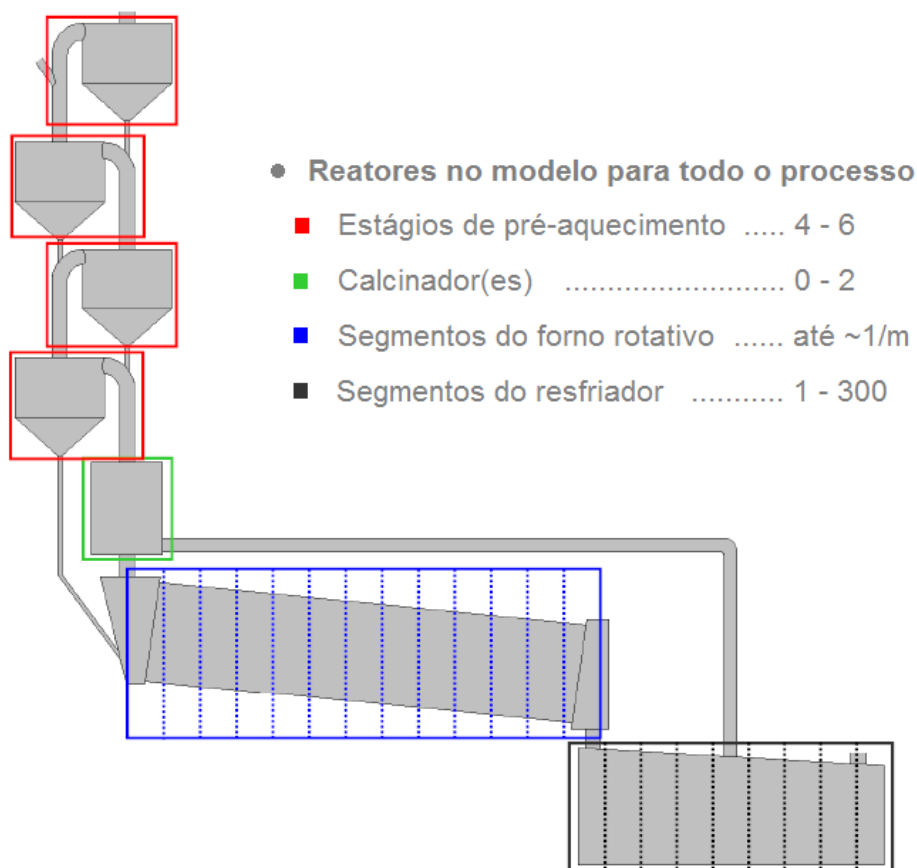 ● Reatores no modelo para todo o processo
■ Estágios de pré-aquecimento ..... 4 - 6
■ Calcinador(es) ........................ 0 - 2
■ Segmentos do forno rotativo ...... até ~1/m
■ Segmentos do resfriador ........... 1 - 300